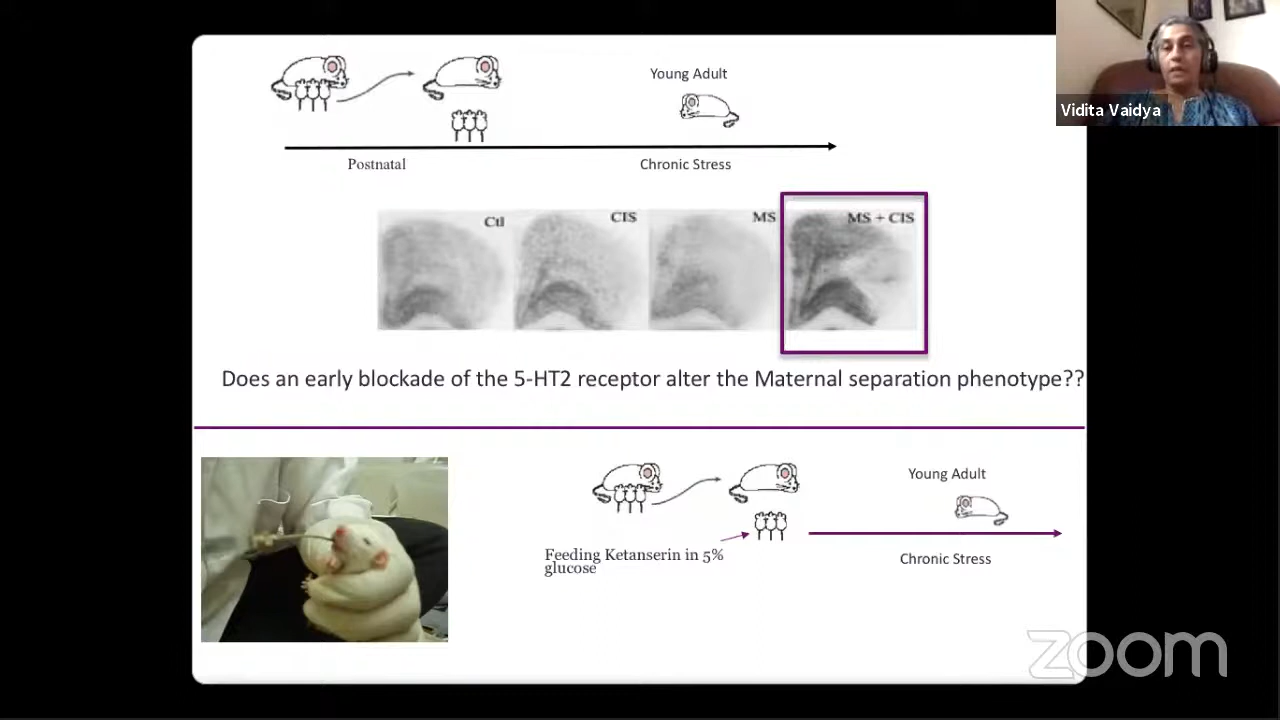 Vidita Vaidya
Young Adult
Postnatal
Chronic Stress
Ctl
CIS
MS
MS + CIS
Does an early blockade of the 5-HT2 receptor alter the Maternal separation phenotype??
Young Adult
Feeding Ketanserin in 5%
glucose
Chronic Stress
zoom